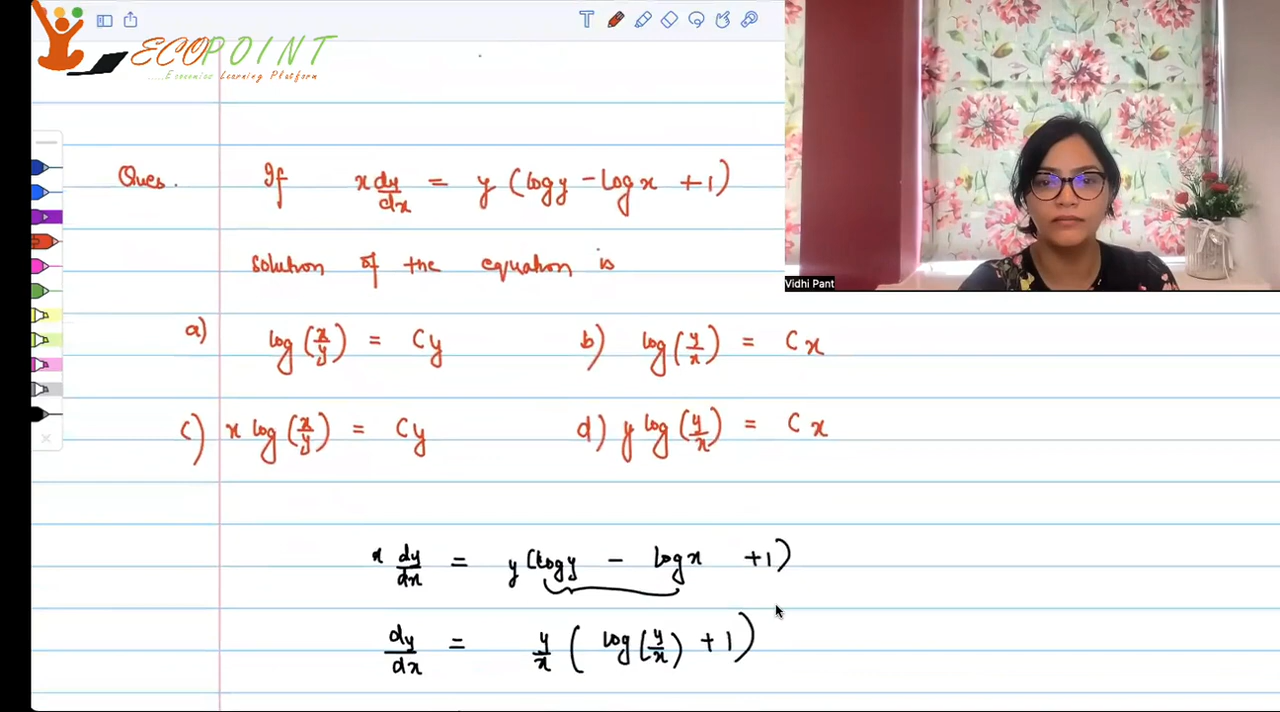 ECOPOINT
.....Economics Learning Platform
T
Vidhi Pant
Ques. If x dy/dx = y (log y - log x + 1)
solution of the equation is
a) log (x/y) = Cy b) log (y/x) = Cx
c) x log (x/y) = Cy d) y log (y/x) = Cx
x dy/dx = y (log y - log x + 1)
dy/dx = y/x ( log (y/x) + 1)